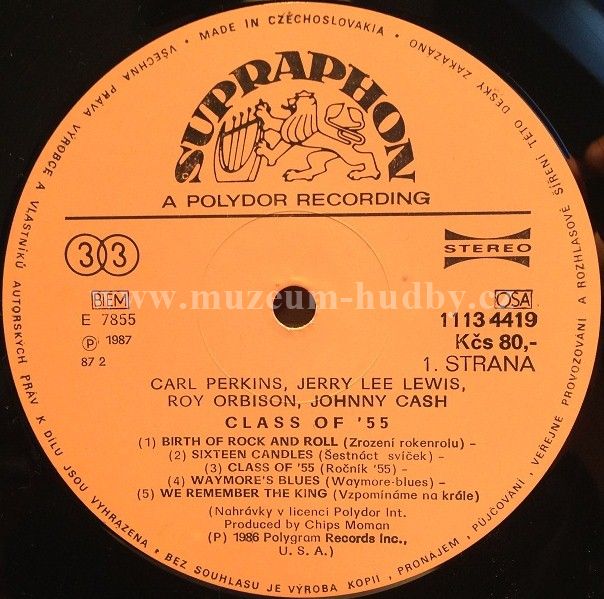 VŠECHNA PRÁVA VÝROBCE A VLASTNÍKŮ AUTORSKÝCH PRÁV K DÍLU JSOU VYHRAZENA • BEZ SOUHLASU JE VÝROBA KOPIÍ, PRONÁJEM, PŮJČOVÁNÍ, VEŘEJNÉ PROVOZOVÁNÍ A ROZHLASOVÉ ŠÍŘENÍ TÉTO DESKY ZAKÁZÁNO • MADE IN CZECHOSLOVAKIA •
SUPRAPHON
A POLYDOR RECORDING
33
STEREO
www.muzeum-hudby.c
BIEM
OSA
E 7855
1113 4419
Ⓟ 1987
Kčs 80,-
87 2
1. STRANA
CARL PERKINS, JERRY LEE LEWIS,
ROY ORBISON, JOHNNY CASH
CLASS OF '55
(1) BIRTH OF ROCK AND ROLL (Zrození rokenrolu) –
(2) SIXTEEN CANDLES (Šestnáct svíček) –
(3) CLASS OF '55 (Ročník '55) –
(4) WAYMORE'S BLUES (Waymore-blues) –
(5) WE REMEMBER THE KING (Vzpomínáme na krále)
(Nahrávky v licenci Polydor Int.
Produced by Chips Moman
(P) 1986 Polygram Records Inc.,
U. S. A.)